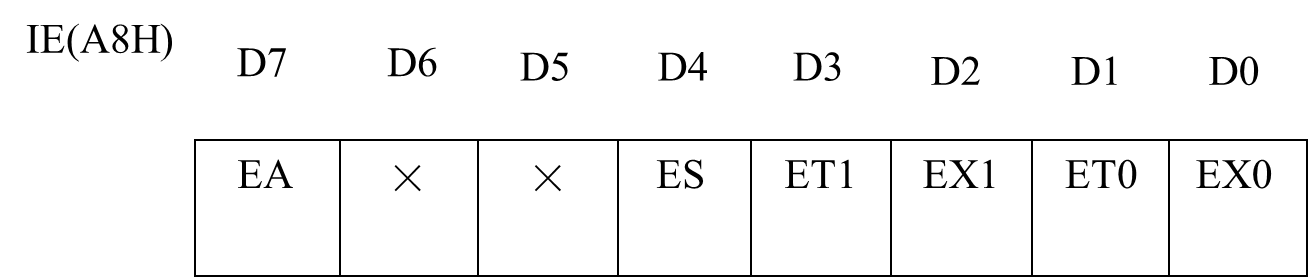 IE(A8H) D7 D6 D5 D4 D3 D2 D1 D0
EA × × ES ET1 EX1 ET0 EX0